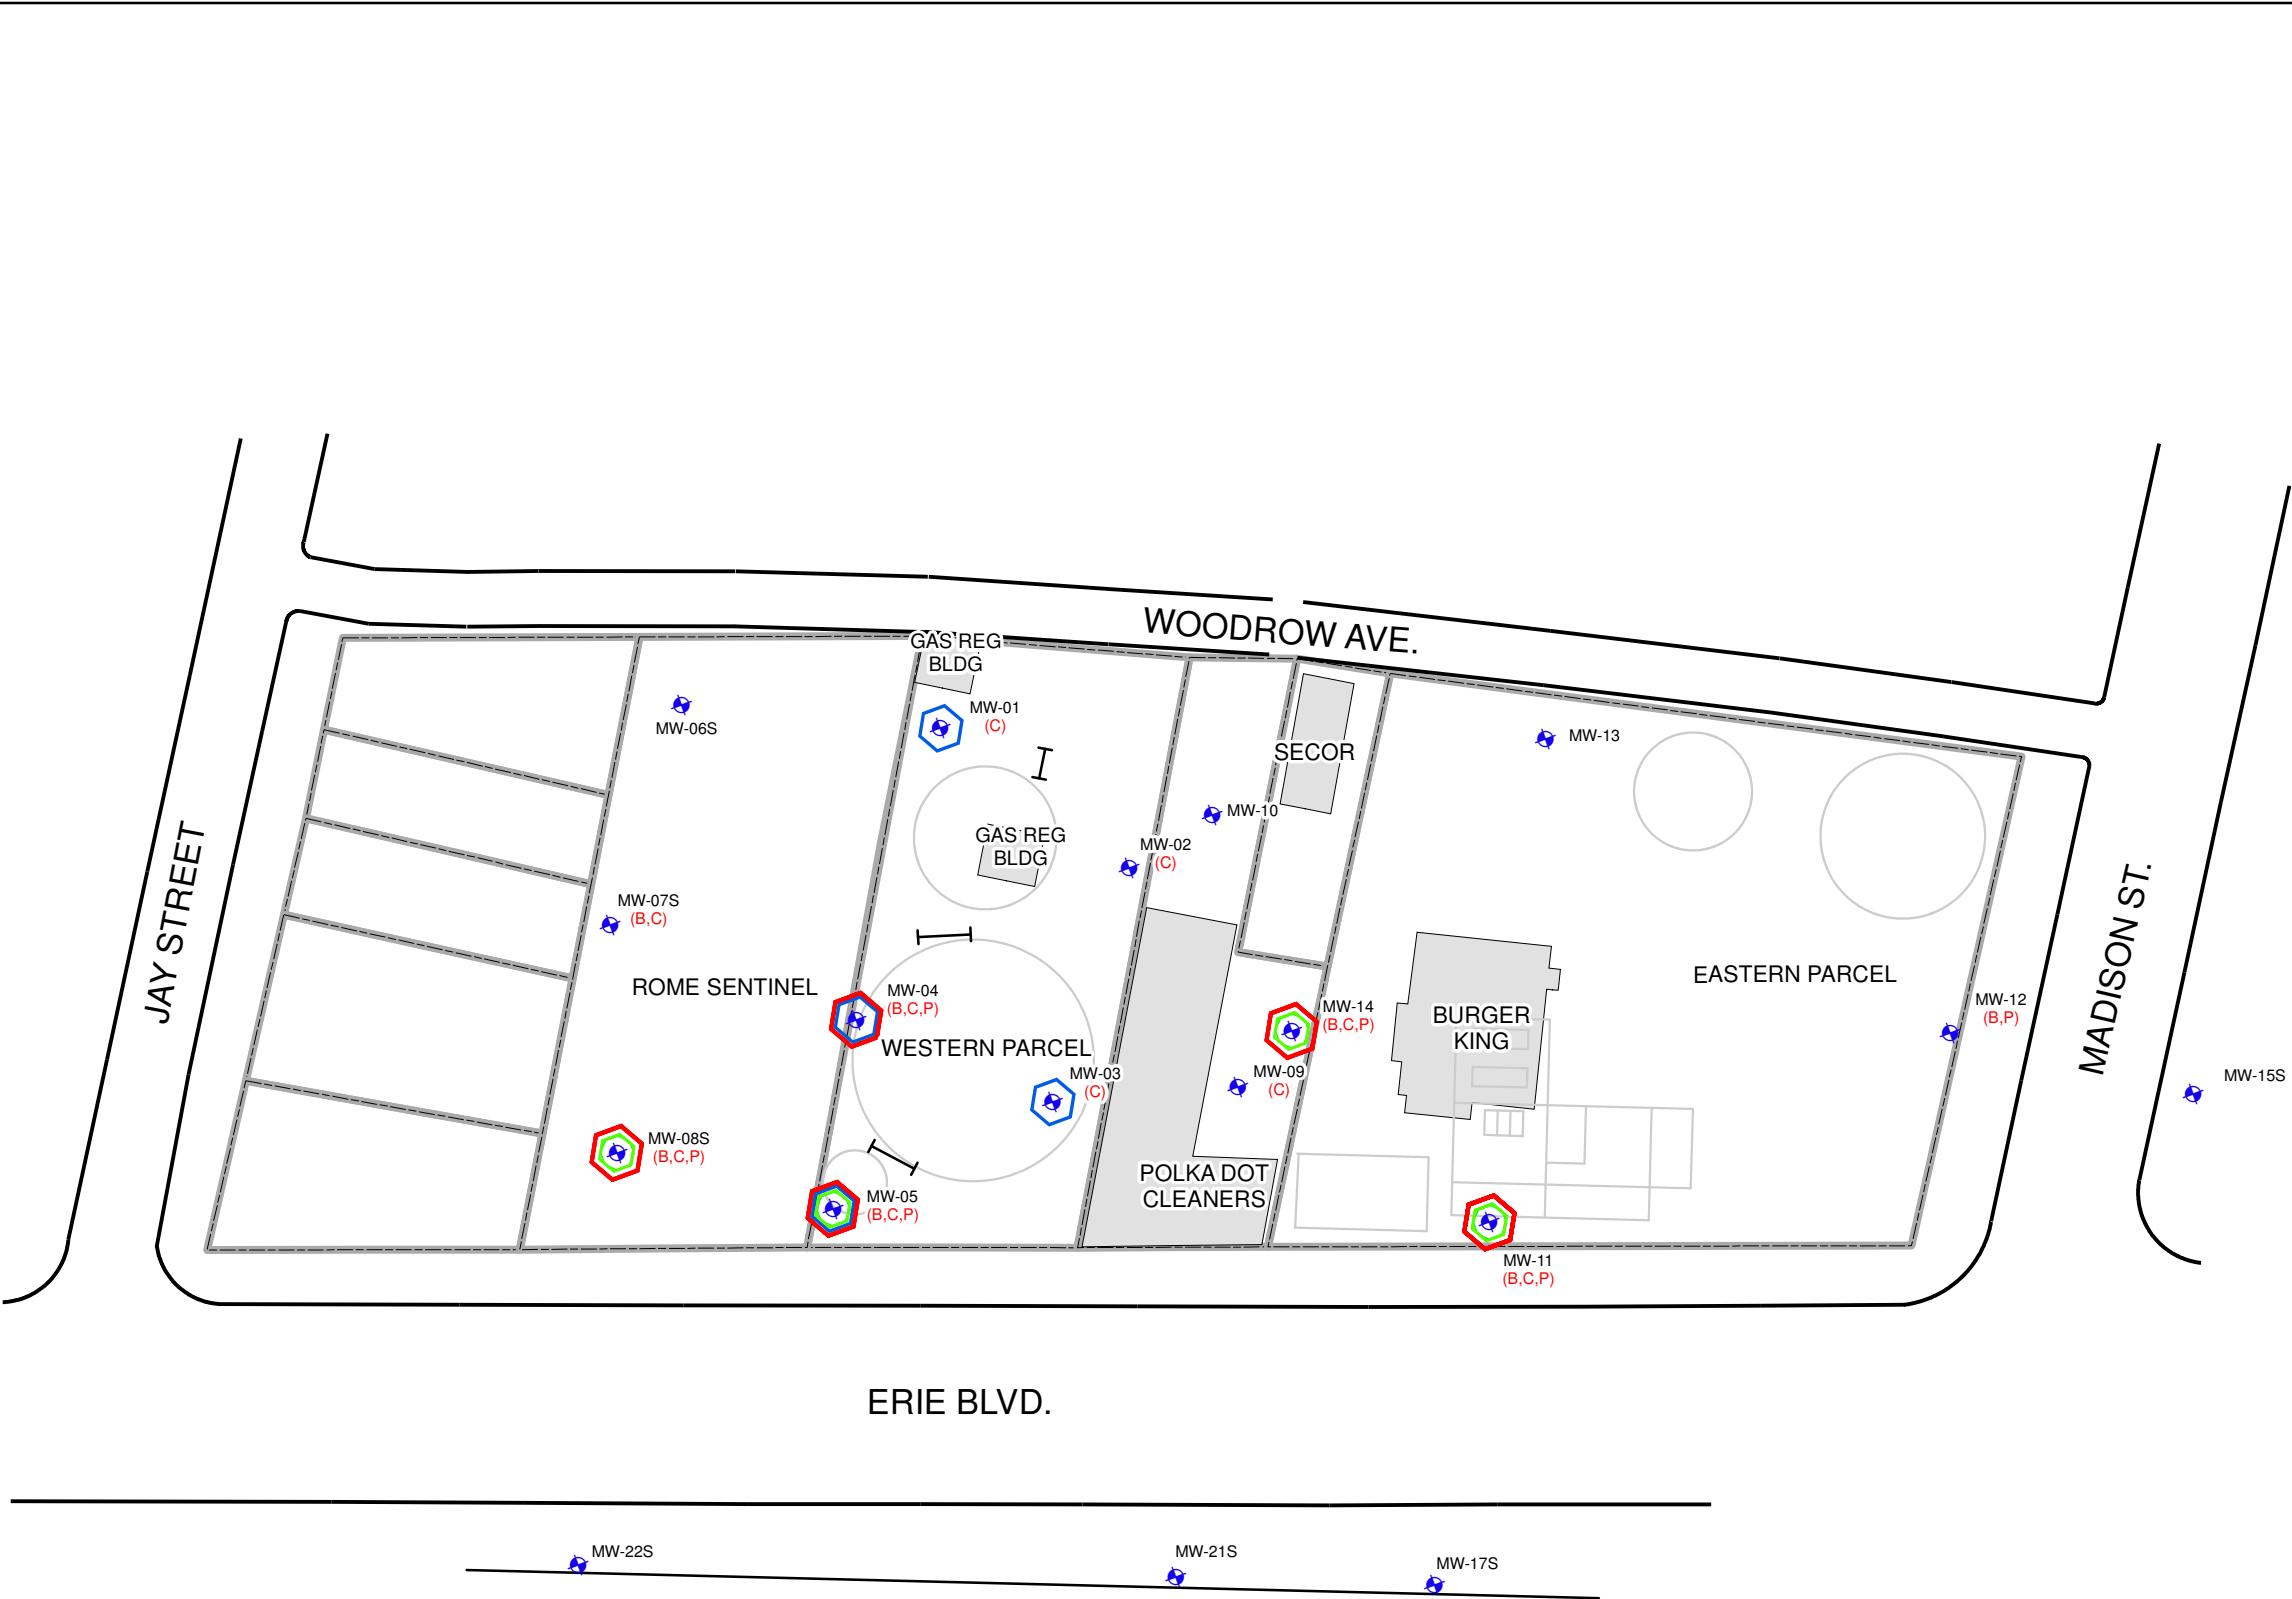 WOODROW AVE.
GAS REG
BLDG
MW-01
(C)
MW-06S
MW-13
SECOR
MW-10
GAS REG
BLDG
MW-02
(C)
JAY STREET
MW-07S
(B,C)
ROME SENTINEL
MW-04
(B,C,P)
WESTERN PARCEL
MW-03
(C)
MW-14
(B,C,P)
MW-09
(C)
BURGER
KING
EASTERN PARCEL
MW-12
(B,P)
MADISON ST.
MW-15S
MW-08S
(B,C,P)
MW-05
(B,C,P)
POLKA DOT
CLEANERS
MW-11
(B,C,P)
ERIE BLVD.
MW-22S
MW-21S
MW-17S